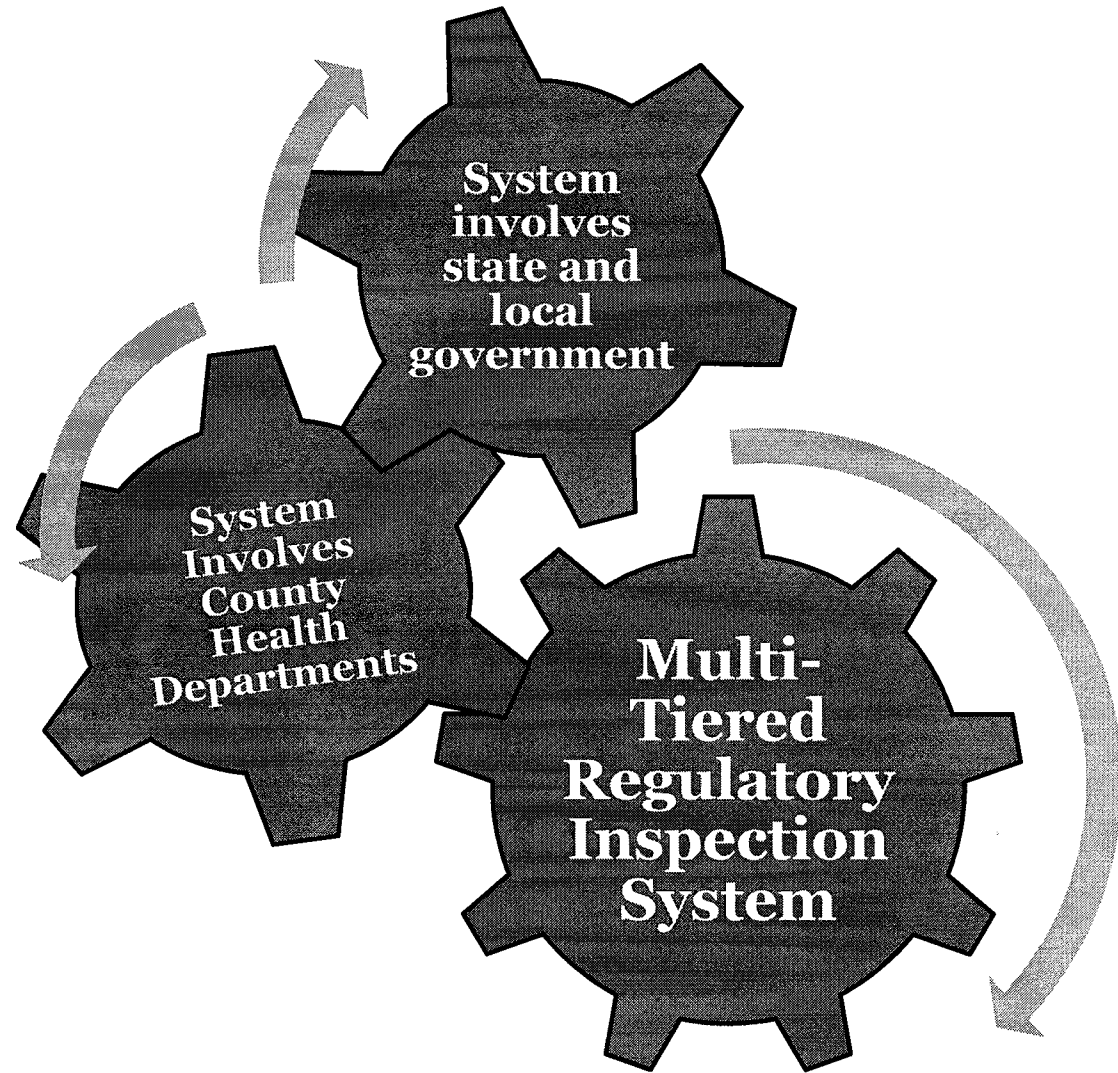 System
involves
state and
local
government
System
Involves
County
Health
Departments
Multi-
Tiered
Regulatory
Inspection
System